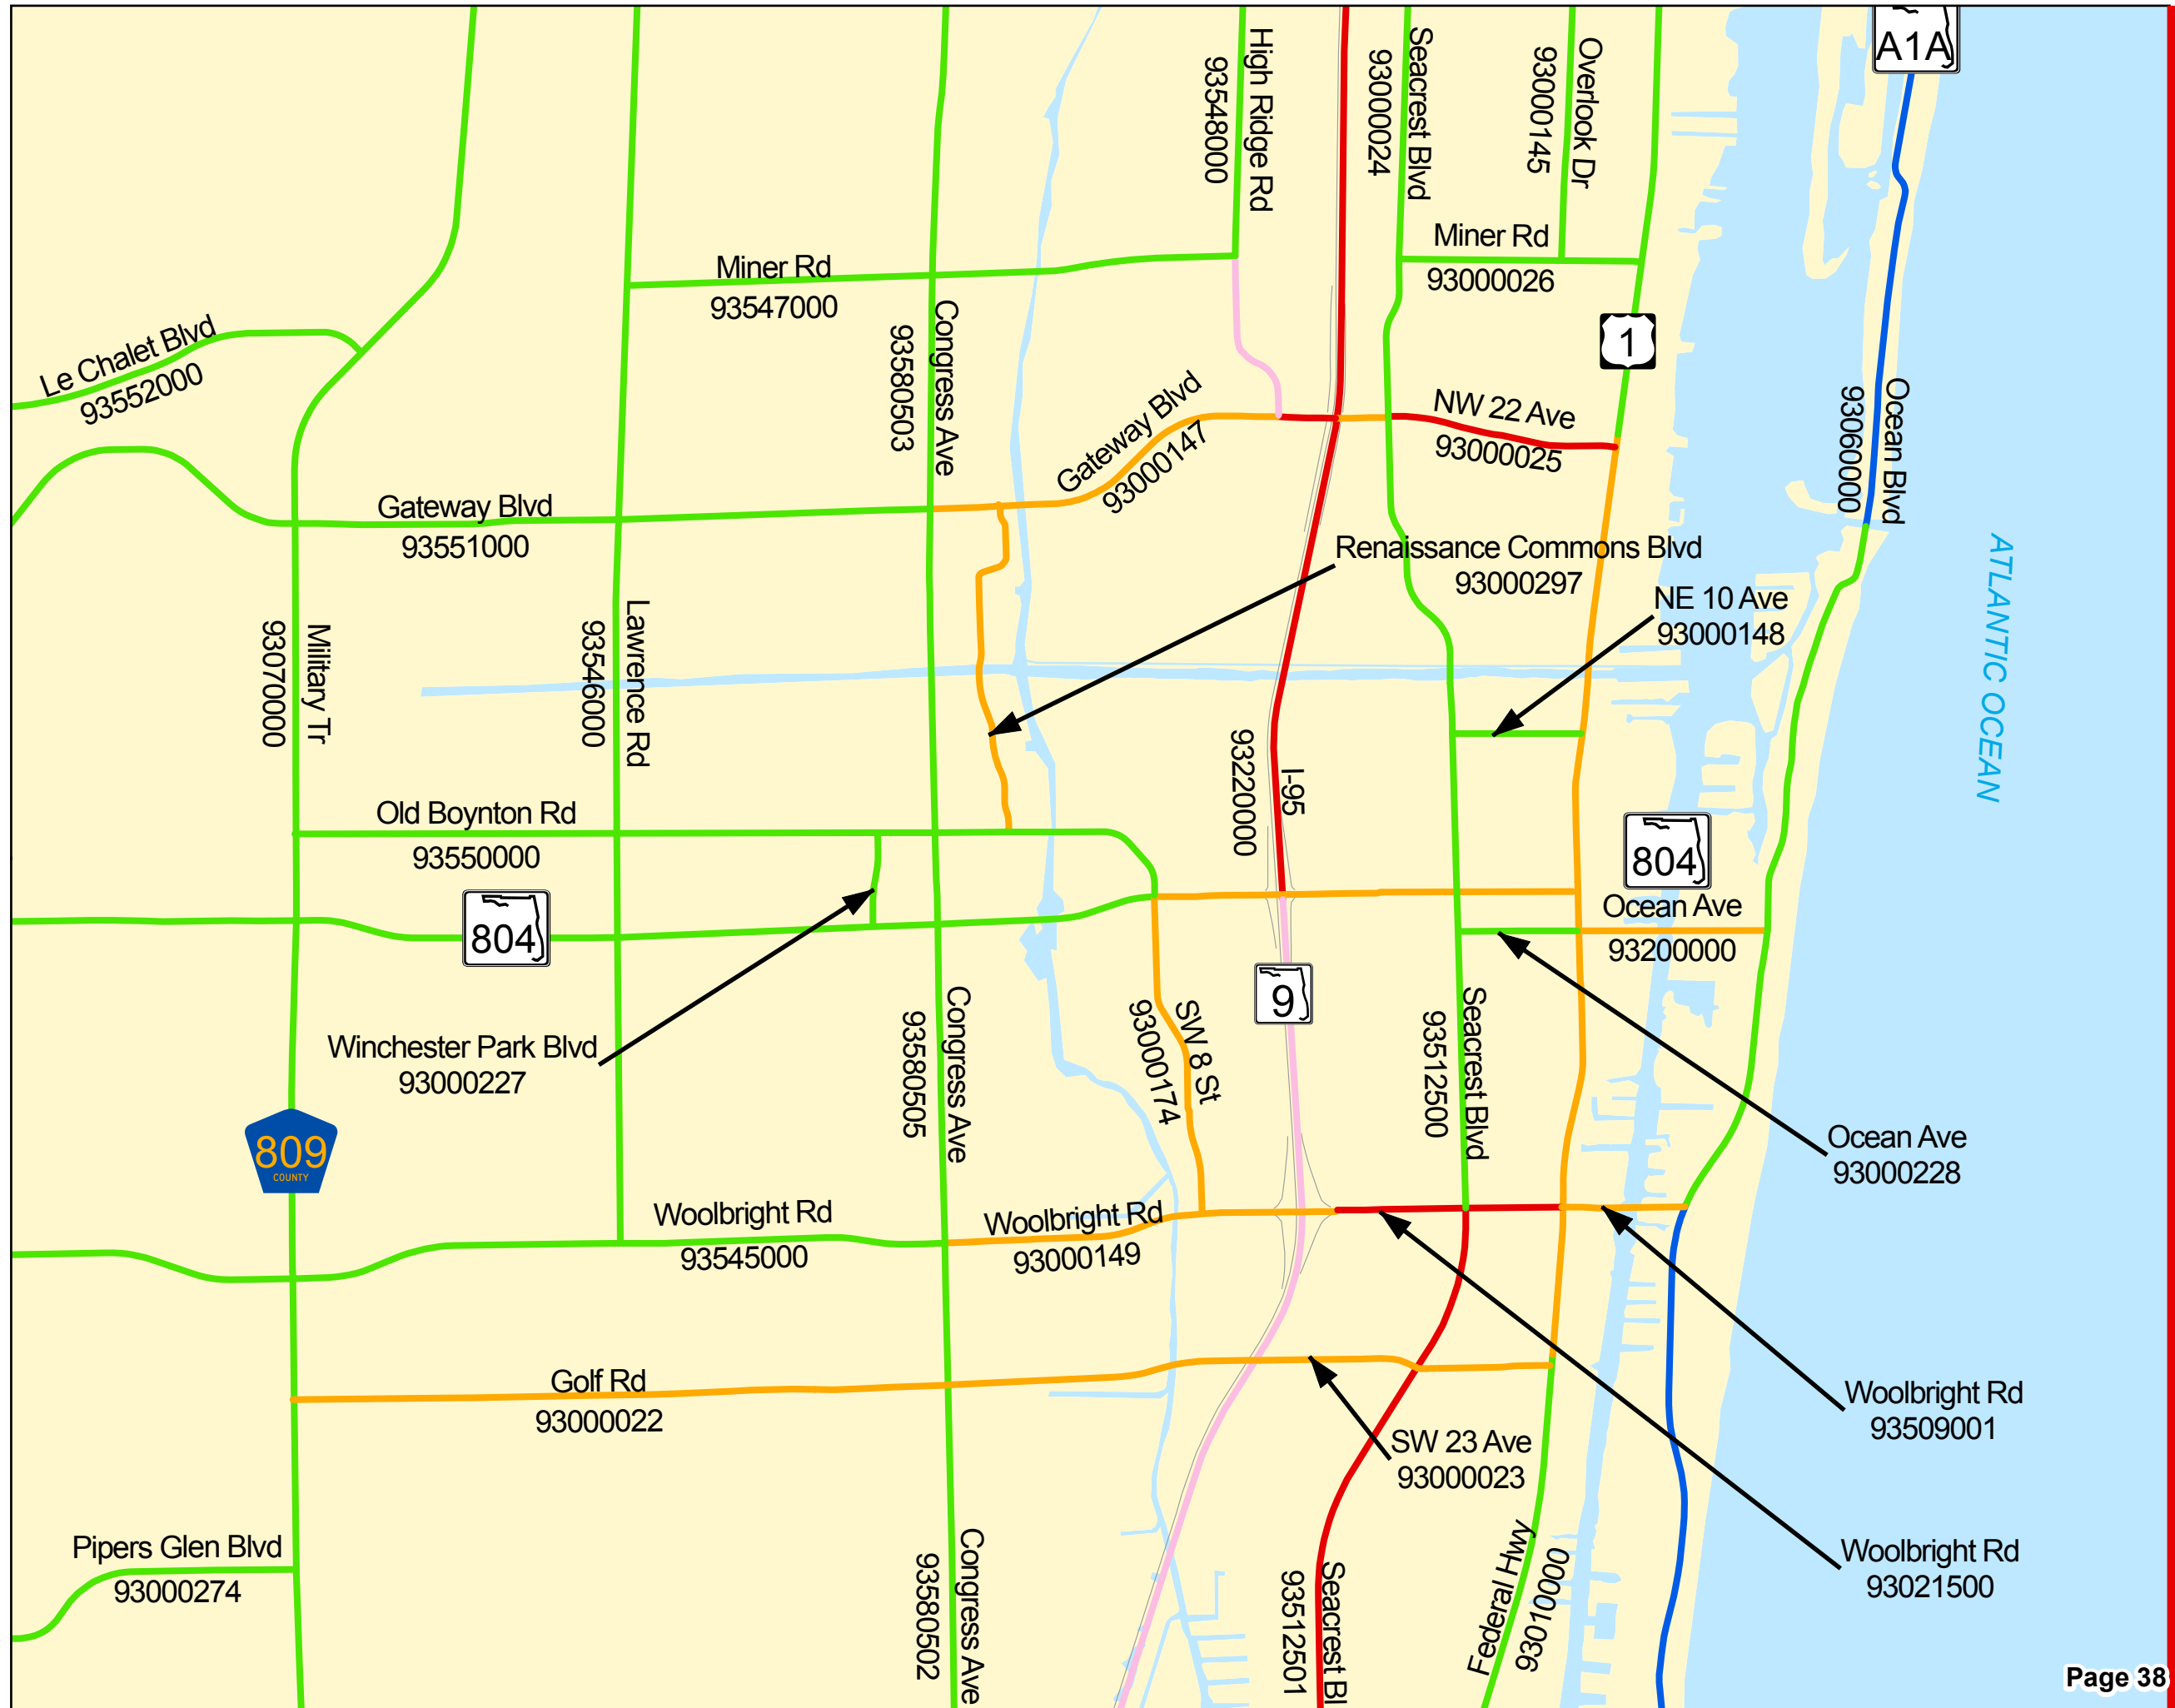 A1A
High Ridge Rd
93548000
Seacrest Blvd
93000024
Overlook Dr
93000145
Miner Rd
93547000
Miner Rd
93000026
1
Le Chalet Blvd
93552000
Congress Ave
93580503
Gateway Blvd
93000147
NW 22 Ave
93000025
Ocean Blvd
93060000
Gateway Blvd
93551000
Renaissance Commons Blvd
93000297
NE 10 Ave
93000148
ATLANTIC OCEAN
Military Tr
93070000
Lawrence Rd
93546000
I-95
93220000
Old Boynton Rd
93550000
804
804
Ocean Ave
93200000
9
Winchester Park Blvd
93000227
Congress Ave
93580505
SW 8 St
93000174
Seacrest Blvd
93512500
809
COUNTY
Ocean Ave
93000228
Woolbright Rd
93545000
Woolbright Rd
93000149
Golf Rd
93000022
Woolbright Rd
93509001
SW 23 Ave
93000023
Pipers Glen Blvd
93000274
Congress Ave
93580502
Seacrest Bl
93512501
Federal Hwy
93010000
Woolbright Rd
93021500
Page 38